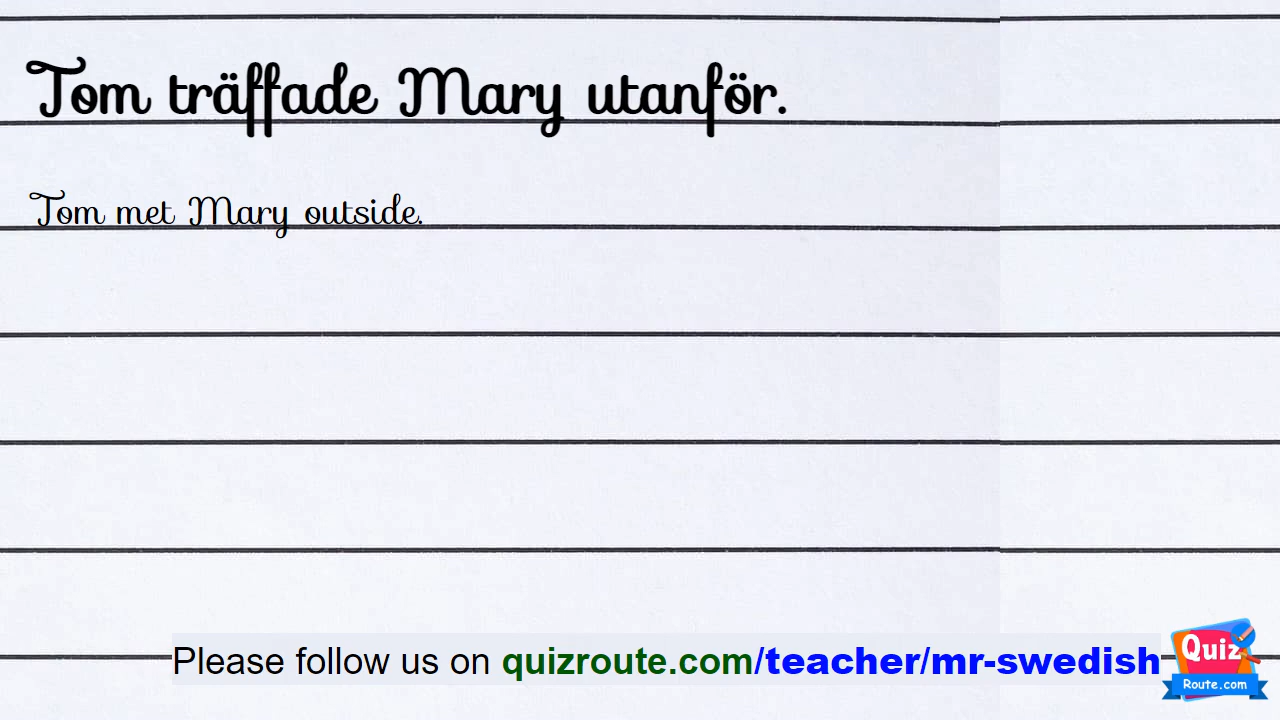 Tom träffade Mary utanför.
Tom met Mary outside.
Please follow us on quizroute.com/teacher/mr-swedish
Quiz
Route.com